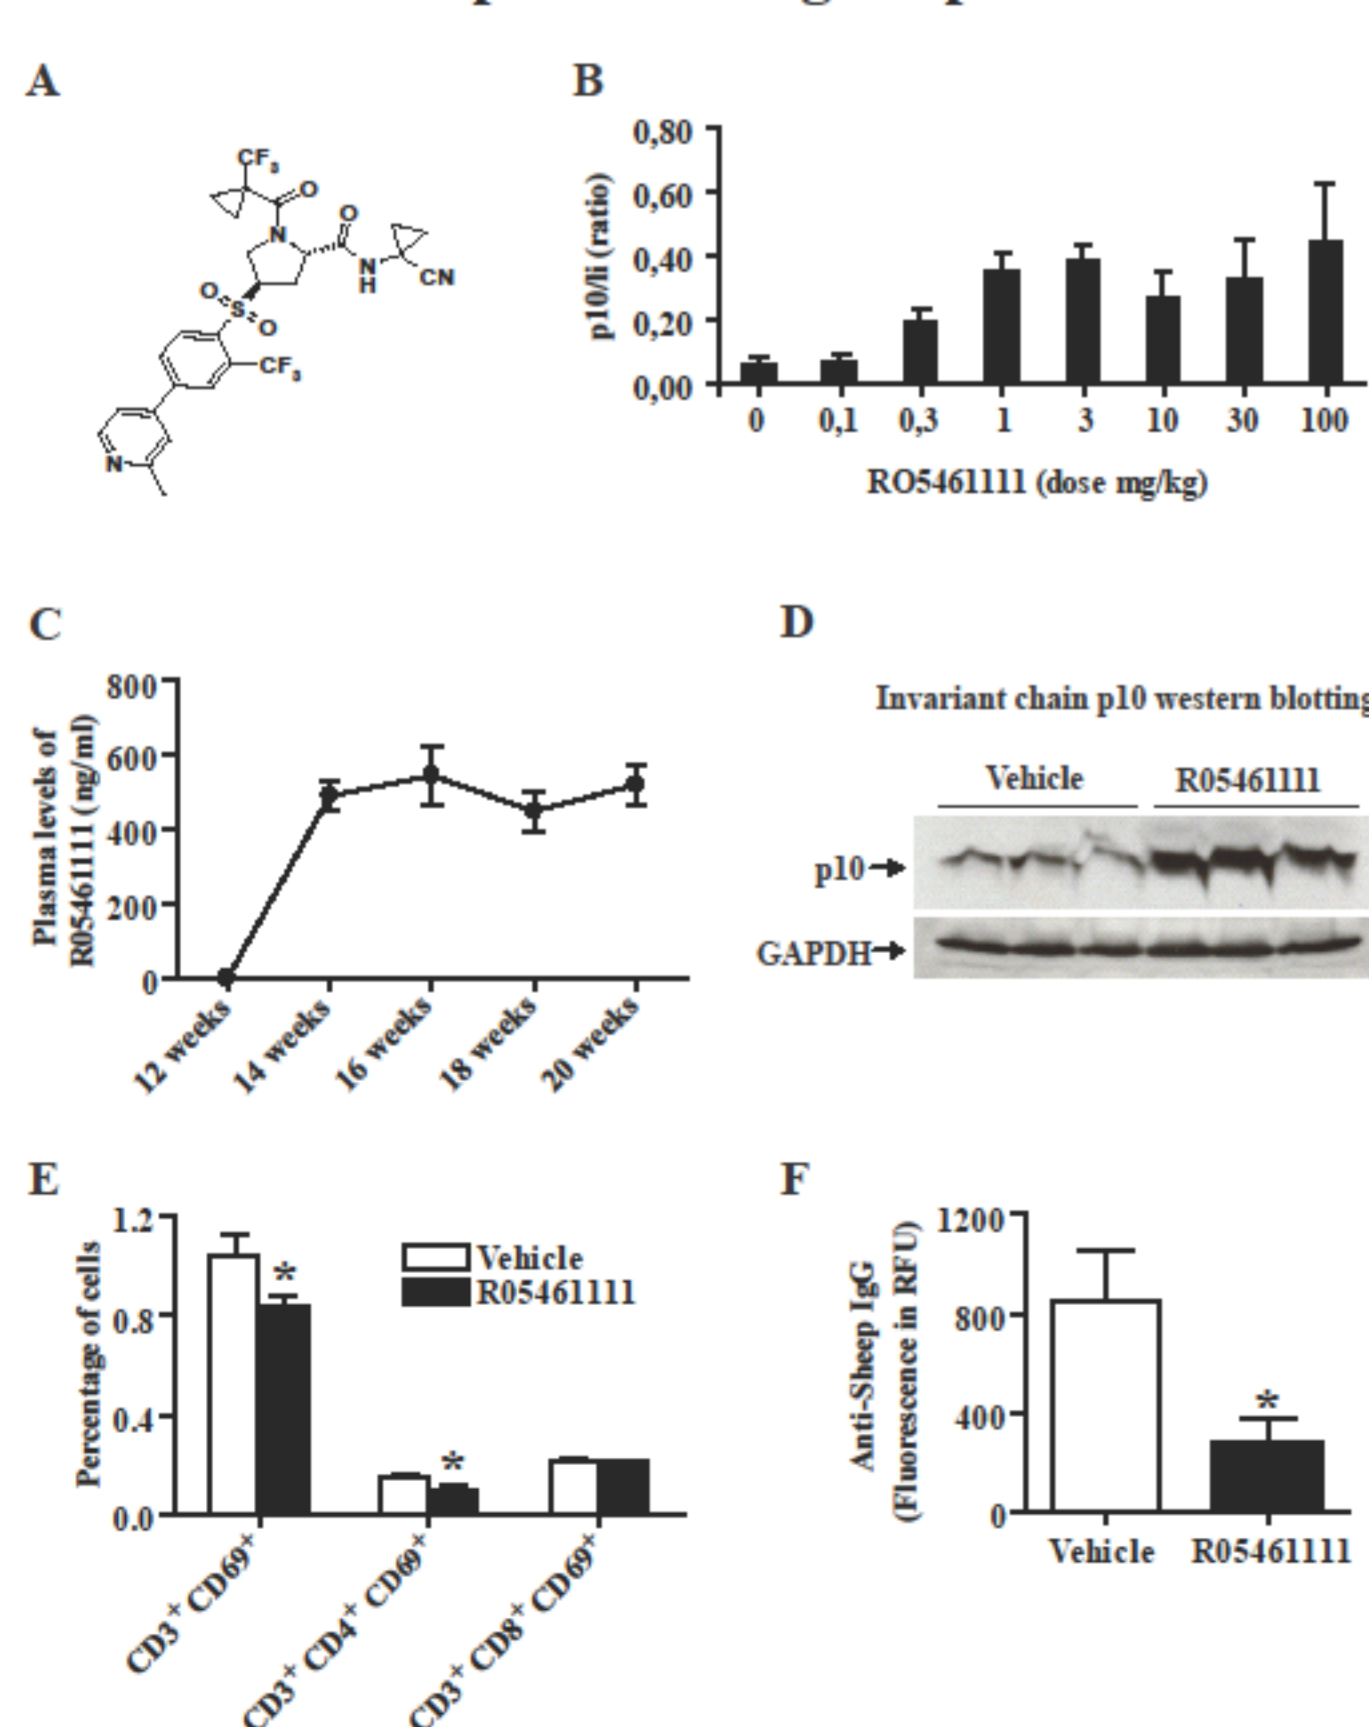 A
CF3
O
N
O
N
H
CN
O
S
O
CF3
N
B
p10/li (ratio)
0,80
0,60
0,40
0,20
0,00
0 0,1 0,3 1 3 10 30 100
RO5461111 (dose mg/kg)
C
Plasma levels of
R05461111 (ng/ml)
800
600
400
200
0
12 weeks 14 weeks 16 weeks 18 weeks 20 weeks
D
Invariant chain p10 western blotting
Vehicle R05461111
p10
GAPDH
E
Percentage of cells
1.2
0.8
0.4
0.0
Vehicle
R05461111
*
*
CD3+ CD69+
CD3+ CD4+ CD69+
CD3+ CD8+ CD69+
F
Anti-Sheep IgG
(Fluorescence in RFU)
1200
800
400
0
*
Vehicle R05461111